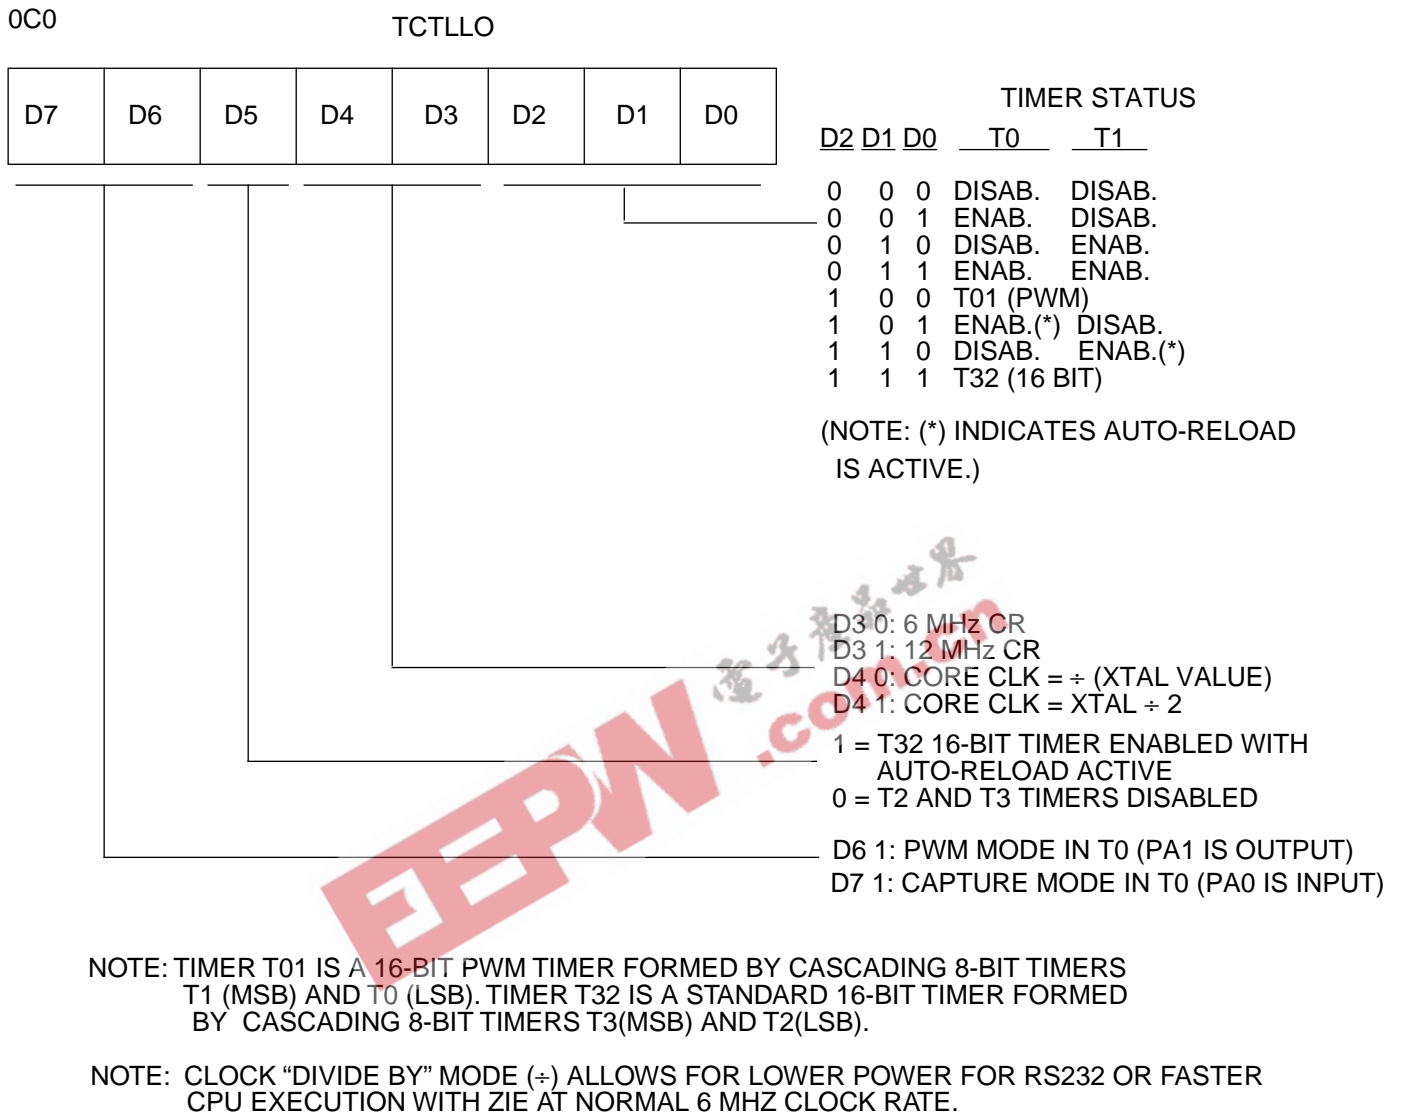 0C0
TCTLLO
D7 D6 D5 D4 D3 D2 D1 D0
TIMER STATUS
D2 D1 D0 T0 T1
0 0 0 DISAB. DISAB.
0 0 1 ENAB. DISAB.
0 1 0 DISAB. ENAB.
0 1 1 ENAB. ENAB.
1 0 0 T01 (PWM)
1 0 1 ENAB.(*) DISAB.
1 1 0 DISAB. ENAB.(*)
1 1 1 T32 (16 BIT)
(NOTE: (*) INDICATES AUTO-RELOAD
IS ACTIVE.)
電子產品世界
EEPW .com.cn
D3 0: 6 MHz CR
D3 1: 12 MHz CR
D4 0: CORE CLK = ÷ (XTAL VALUE)
D4 1: CORE CLK = XTAL ÷ 2
1 = T32 16-BIT TIMER ENABLED WITH
AUTO-RELOAD ACTIVE
0 = T2 AND T3 TIMERS DISABLED
D6 1: PWM MODE IN T0 (PA1 IS OUTPUT)
D7 1: CAPTURE MODE IN T0 (PA0 IS INPUT)
NOTE: TIMER T01 IS A 16-BIT PWM TIMER FORMED BY CASCADING 8-BIT TIMERS
T1 (MSB) AND T0 (LSB). TIMER T32 IS A STANDARD 16-BIT TIMER FORMED
BY CASCADING 8-BIT TIMERS T3(MSB) AND T2(LSB).
NOTE: CLOCK “DIVIDE BY” MODE (÷) ALLOWS FOR LOWER POWER FOR RS232 OR FASTER
CPU EXECUTION WITH ZIE AT NORMAL 6 MHZ CLOCK RATE.